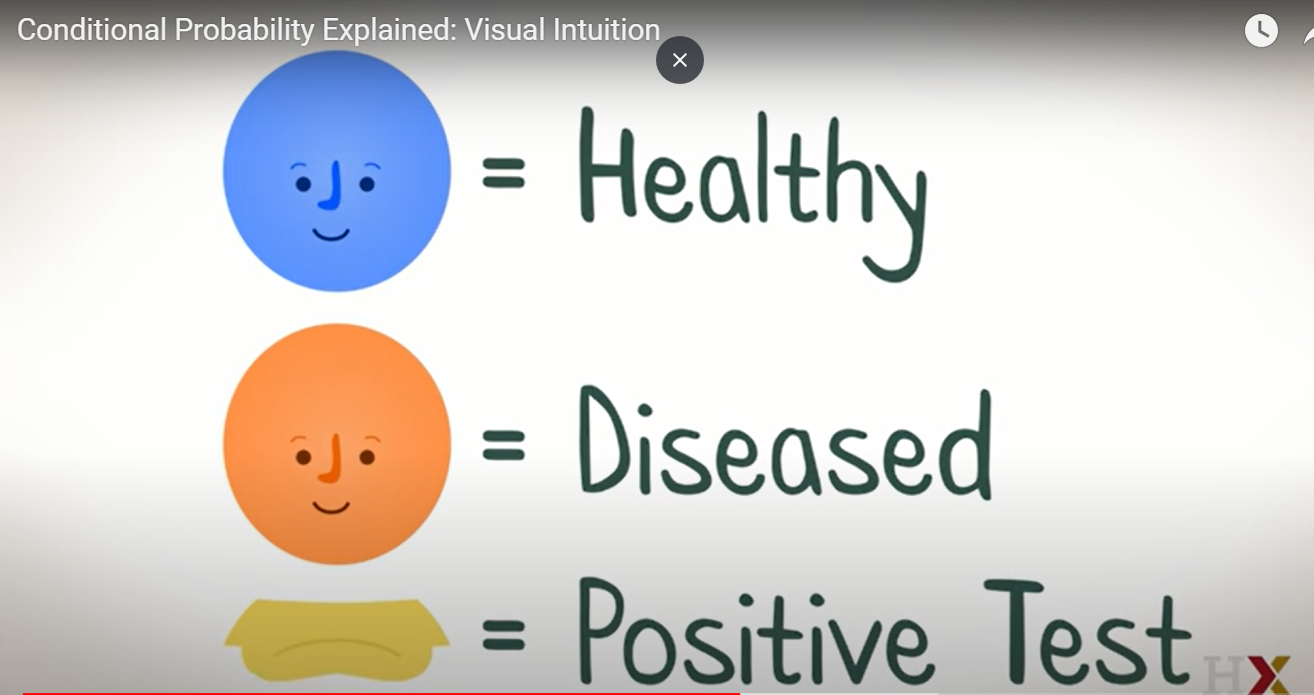 Conditional Probability Explained: Visual Intuition
= Healthy
= Diseased
= Positive Test
HX